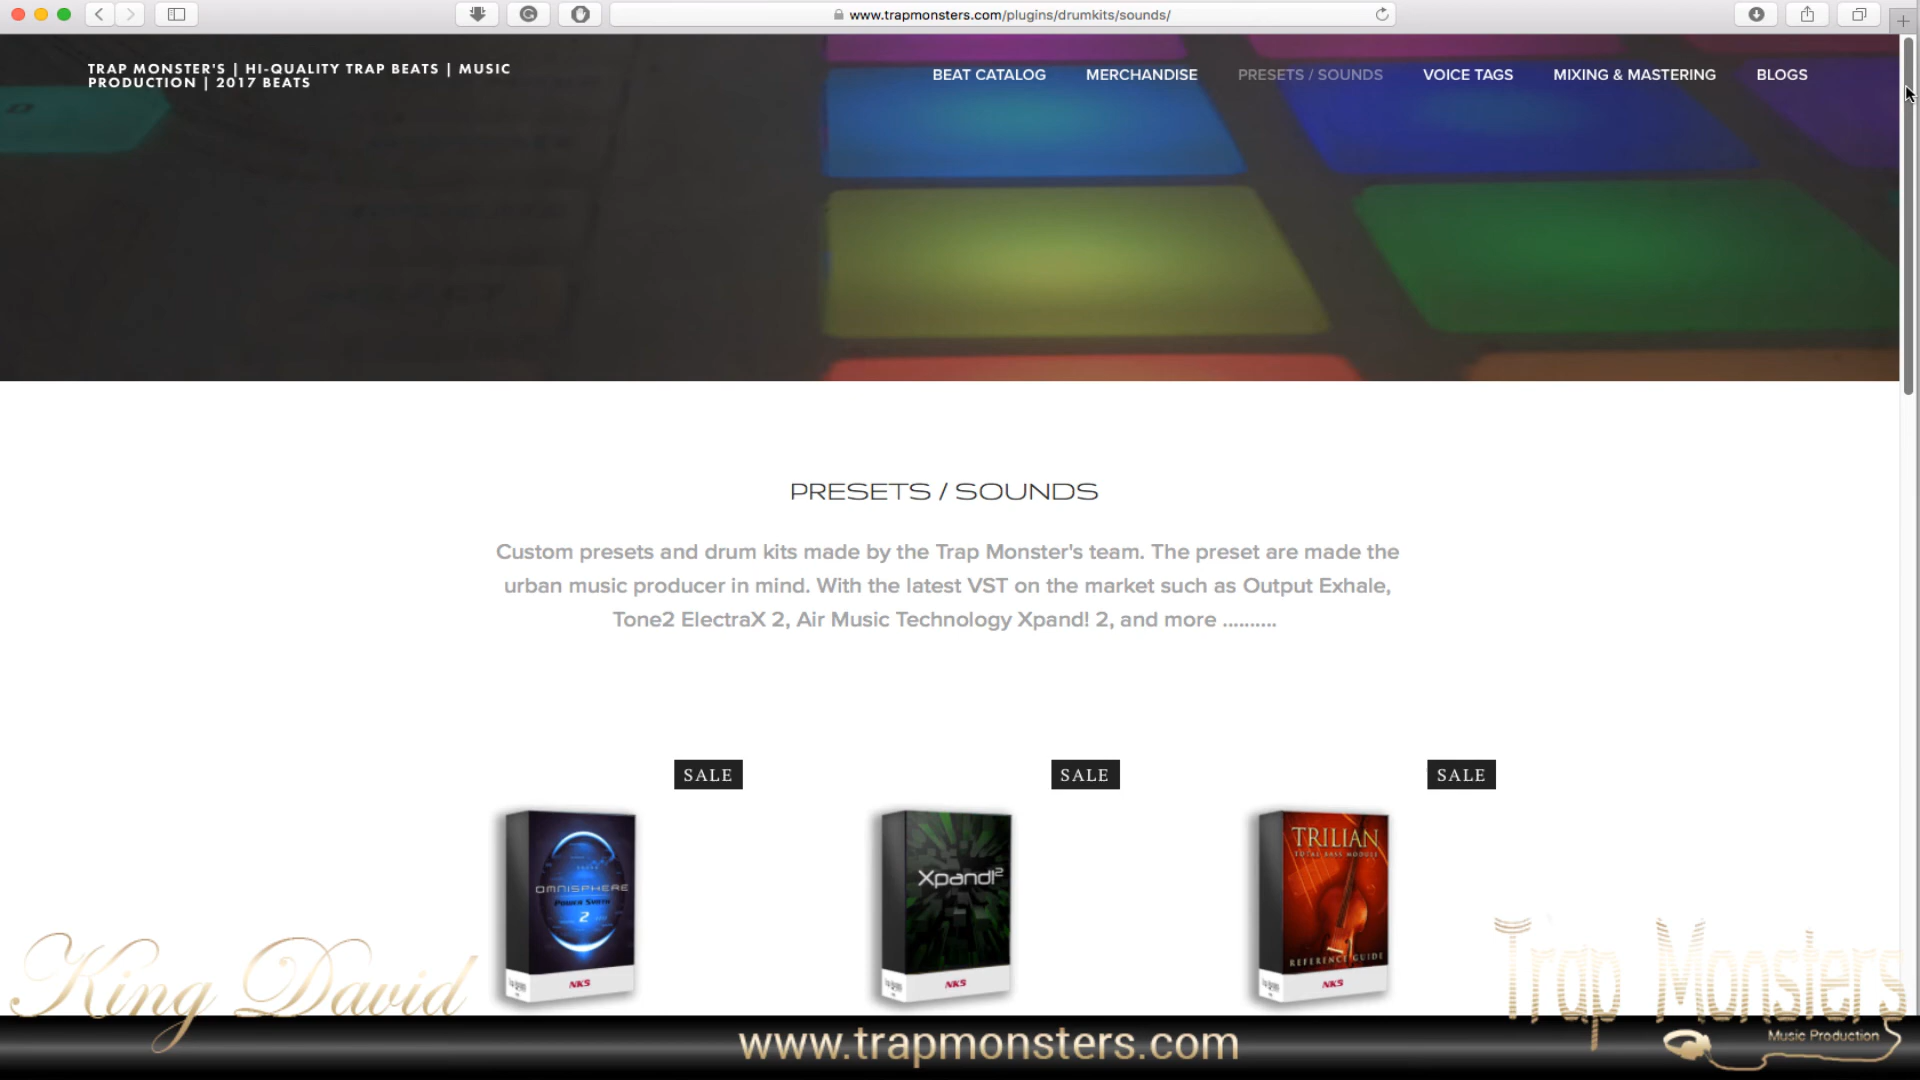 www.trapmonsters.com/plugins/drumkits/sounds/
TRAP MONSTER'S | HI-QUALITY TRAP BEATS | MUSIC
PRODUCTION | 2017 BEATS
BEAT CATALOG
MERCHANDISE
PRESETS / SOUNDS
VOICE TAGS
MIXING & MASTERING
BLOGS
PRESETS / SOUNDS
Custom presets and drum kits made by the Trap Monster's team. The preset are made the
urban music producer in mind. With the latest VST on the market such as Output Exhale,
Tone2 ElectraX 2, Air Music Technology Xpand! 2, and more ..........
SALE
SALE
SALE
OMNISPHERE
POWER SYNTH
2
NKS
Xpand!²
NKS
TRILIAN
TOTAL BASS MODULE
REFERENCE GUIDE
NKS
King David
Trap Monsters
Music Production
www.trapmonsters.com